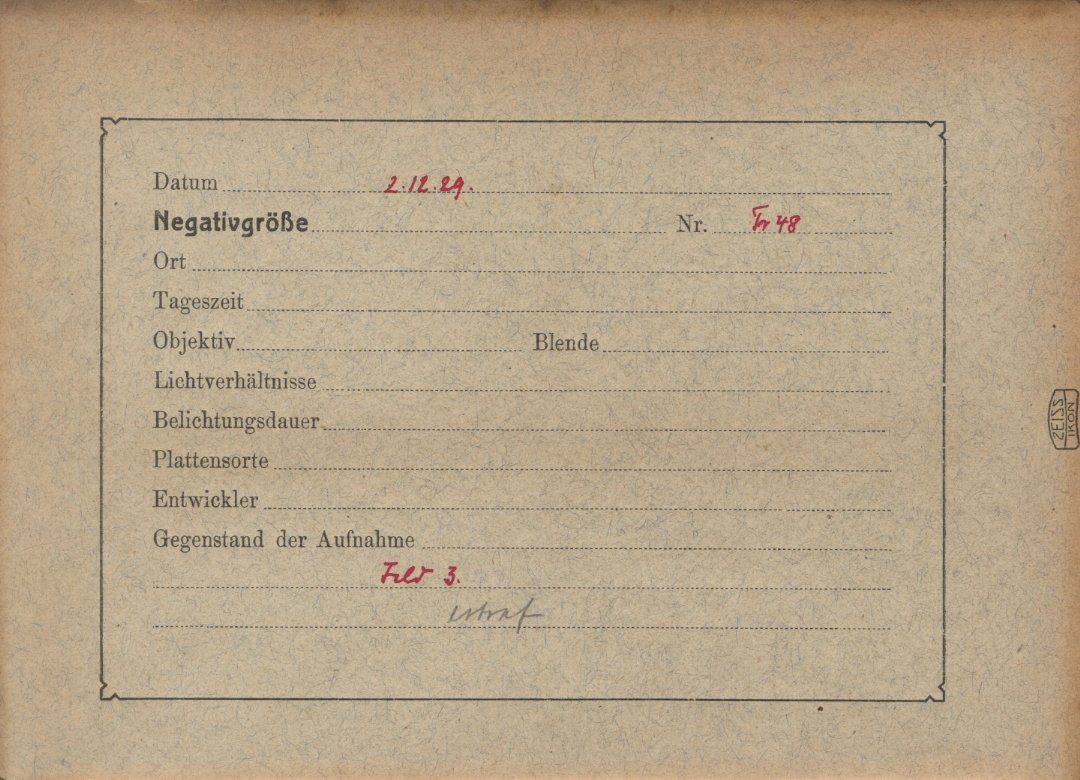 Datum 2.12.29.
Negativgröße Nr. Fr 48
Ort
Tageszeit
Objektiv Blende
Lichtverhältnisse
Belichtungsdauer
Plattensorte
Entwickler
Gegenstand der Aufnahme
Feld 3.
ZEISS
IKON